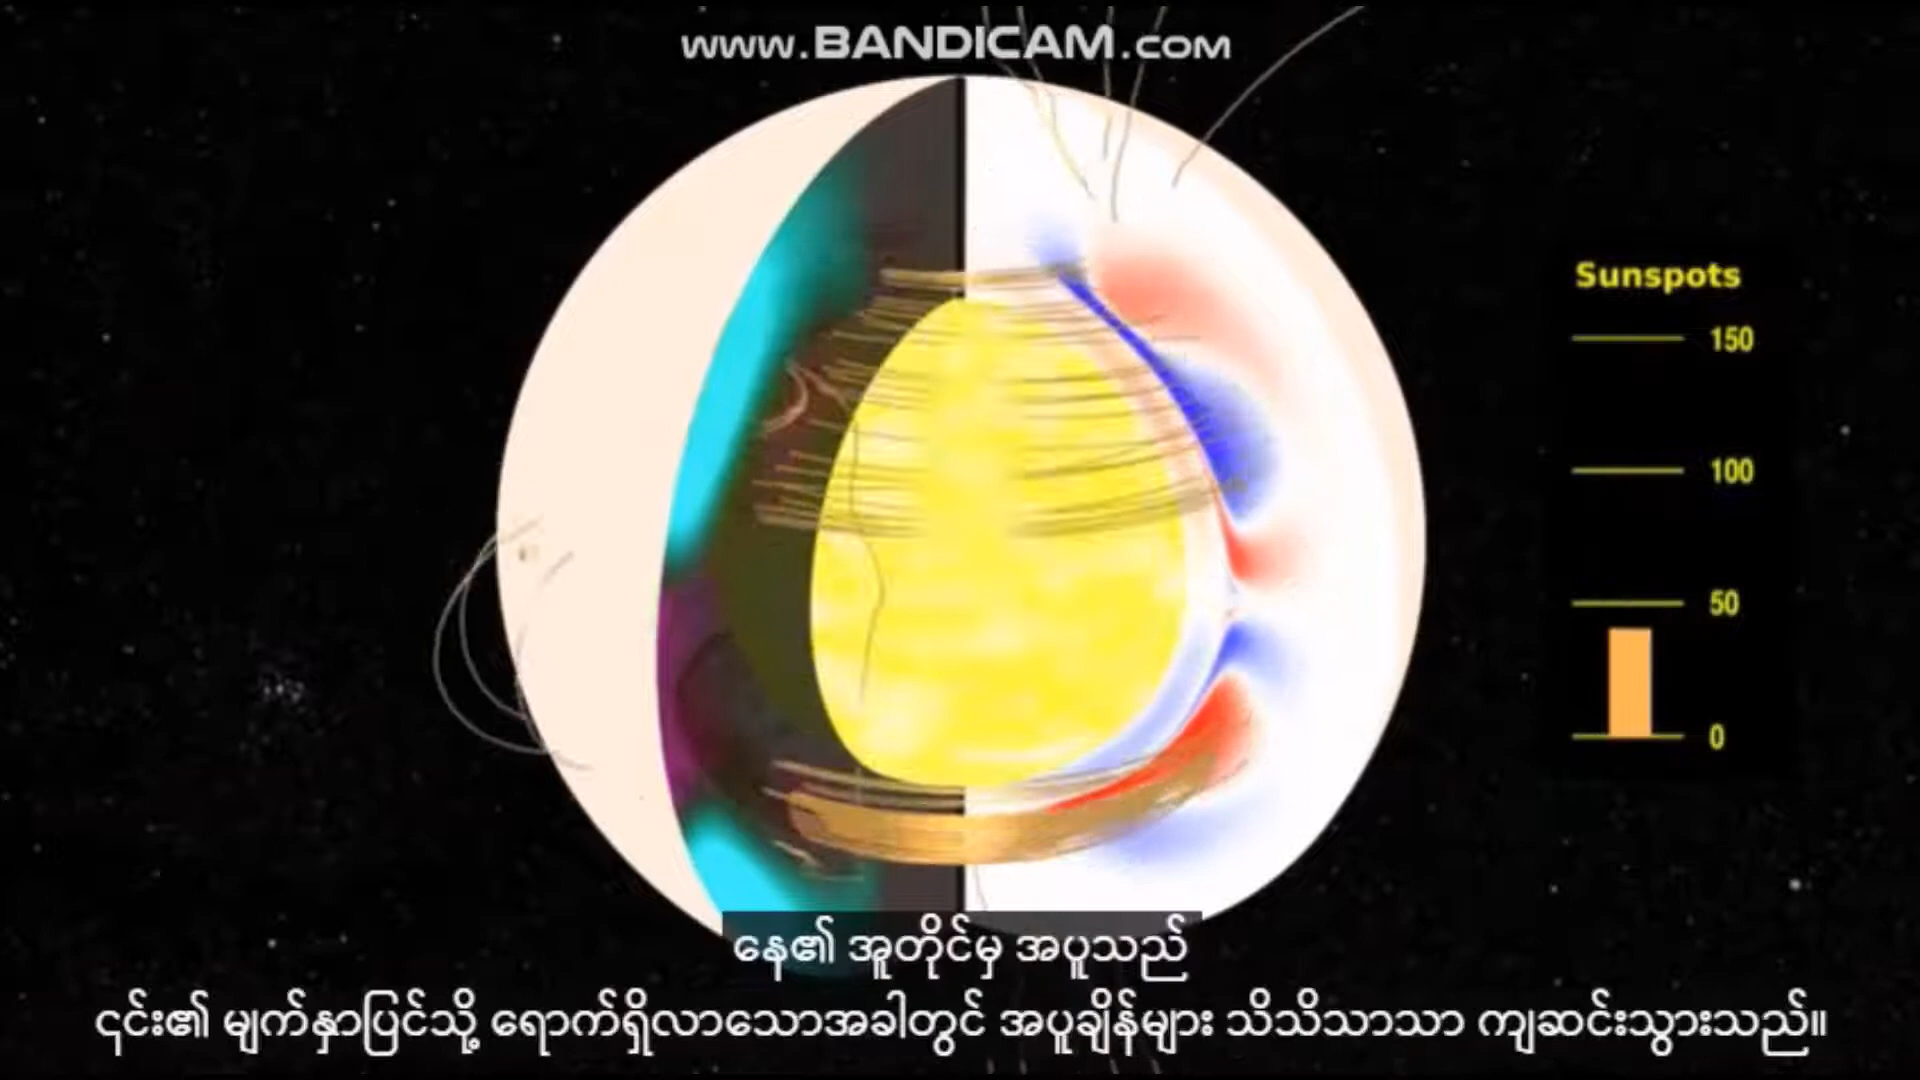 www.BANDICAM.com
Sunspots
150
100
50
0
နေ၏ အူတိုင်မှ အပူသည်
၎င်း၏ မျက်နှာပြင်သို့ ရောက်ရှိလာသောအခါတွင် အပူချိန်များ သိသိသာသာ ကျဆင်းသွားသည်။